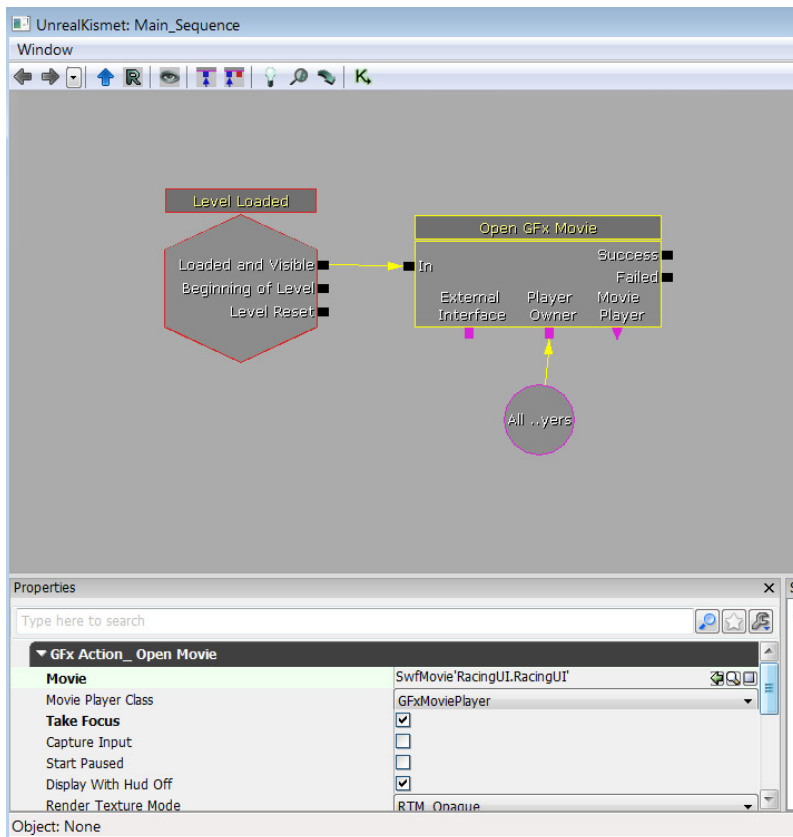 UnrealKismet: Main_Sequence
Window
Level Loaded
Loaded and Visible
Beginning of Level
Level Reset
Open GFx Movie
In
Success
Failed
External
Interface
Player
Owner
Movie
Player
All ..yers
Properties
Type here to search
GFx Action_ Open Movie
Movie SwfMovie'RacingUI.RacingUI'
Movie Player Class GFxMoviePlayer
Take Focus
Capture Input
Start Paused
Display With Hud Off
Render Texture Mode RTM_Opaque
Object: None